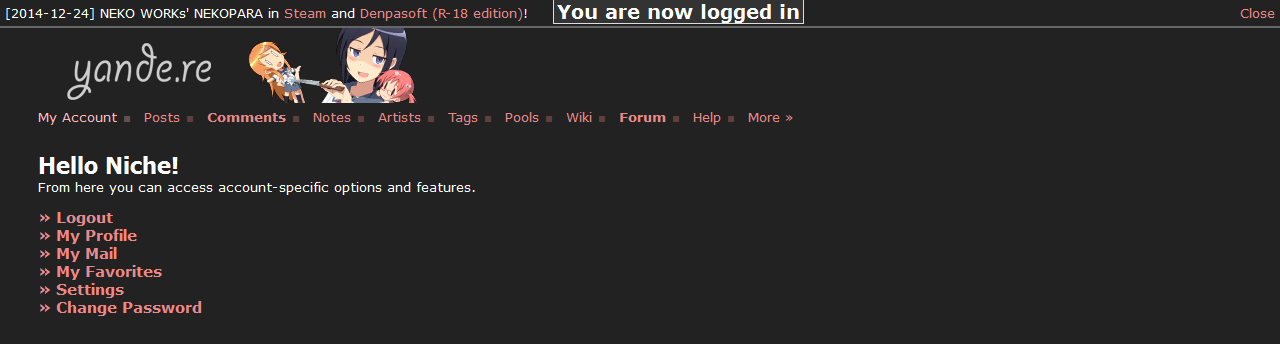 [2014-12-24] NEKO WORKs' NEKOPARA in Steam and Denpasoft (R-18 edition)! You are now logged in Close
yande.re
My Account Posts Comments Notes Artists Tags Pools Wiki Forum Help More »
Hello Niche!
From here you can access account-specific options and features.
» Logout
» My Profile
» My Mail
» My Favorites
» Settings
» Change Password